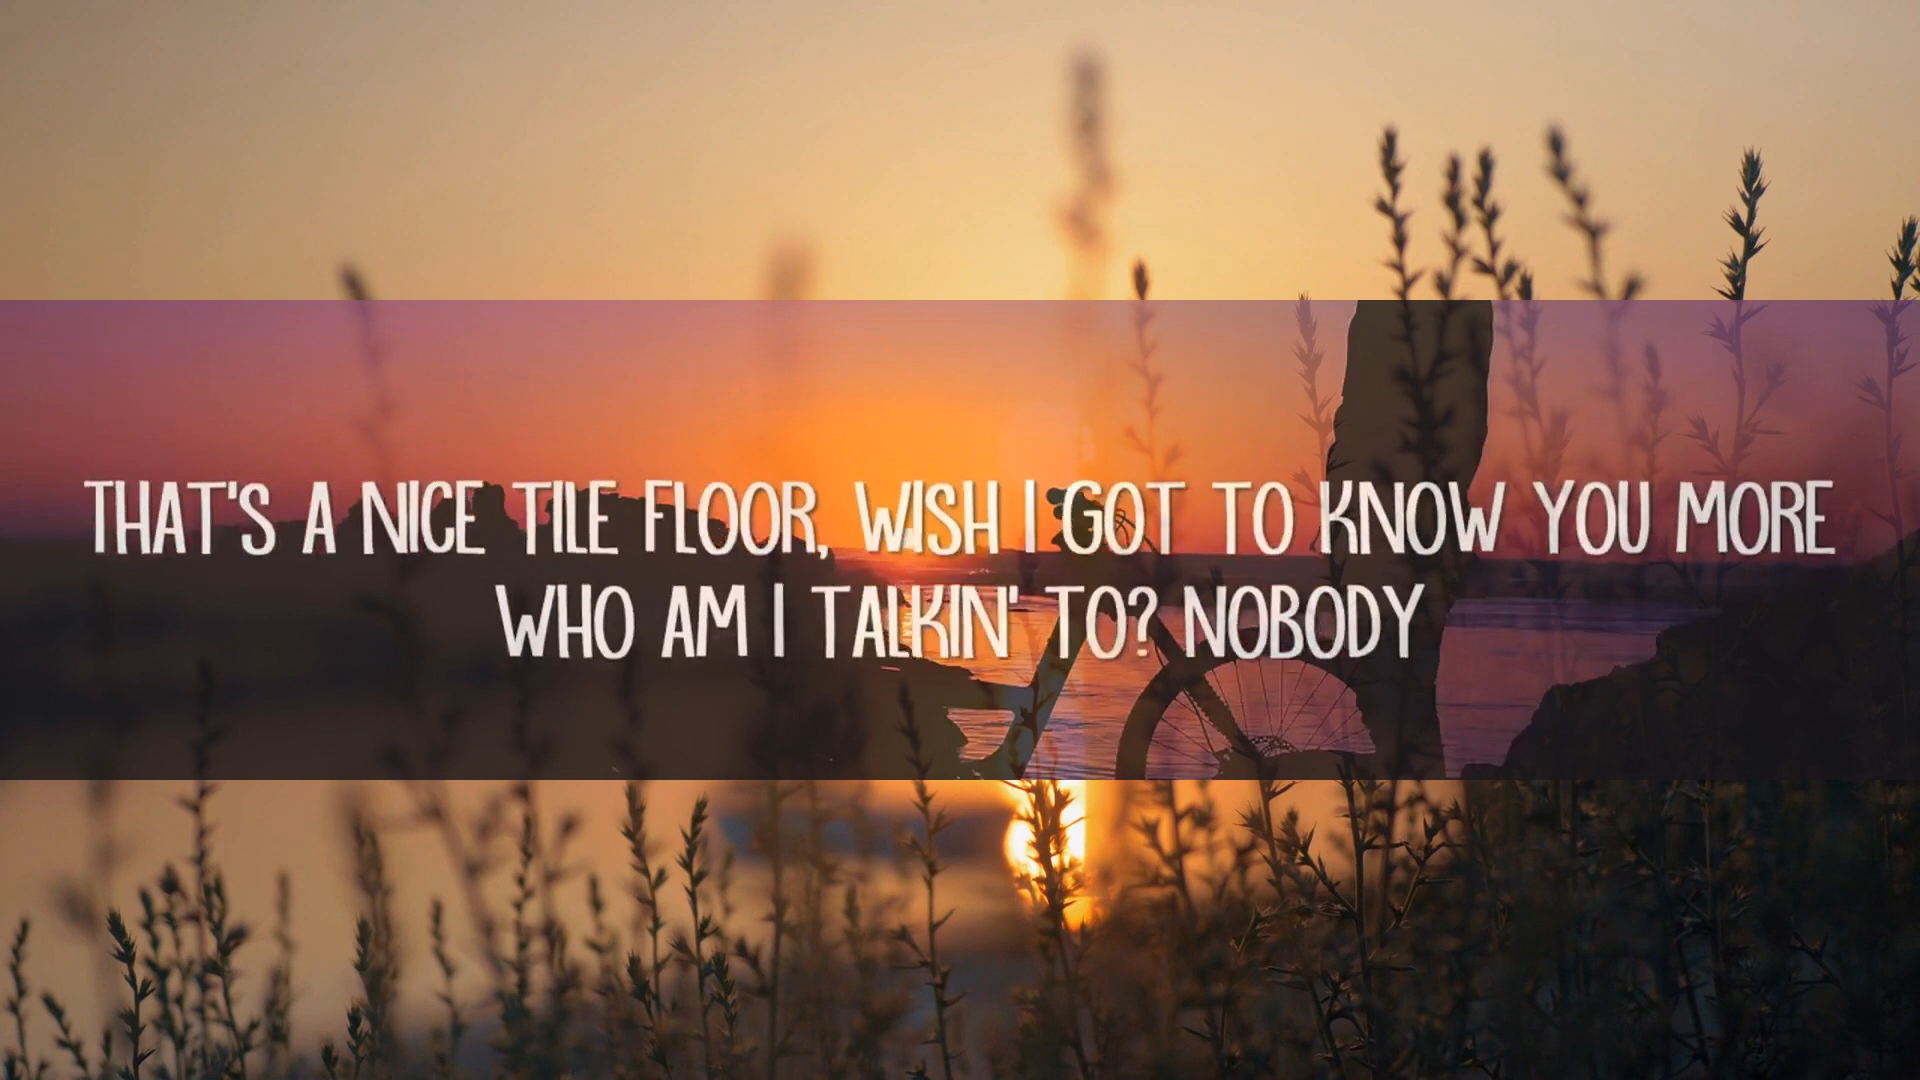 THAT'S A NICE TILE FLOOR, WISH I GOT TO KNOW YOU MORE
WHO AM I TALKIN' TO? NOBODY